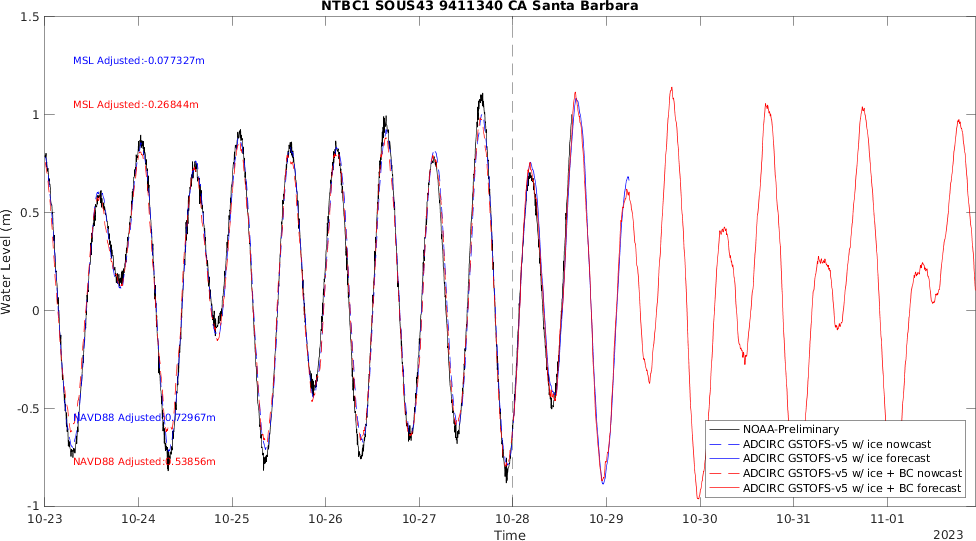 NTBC1 SOUS43 9411340 CA Santa Barbara
1.5
MSL Adjusted:-0.077327m
MSL Adjusted:-0.26844m
1
0.5
Water Level (m)
0
-0.5
NAVD88 Adjusted:0.72967m
NAVD88 Adjusted:0.53856m
-1
NOAA-Preliminary
ADCIRC GSTOFS-v5 w/ ice nowcast
ADCIRC GSTOFS-v5 w/ ice forecast
ADCIRC GSTOFS-v5 w/ ice + BC nowcast
ADCIRC GSTOFS-v5 w/ ice + BC forecast
10-23 10-24 10-25 10-26 10-27 10-28 10-29 10-30 10-31 11-01
Time
2023